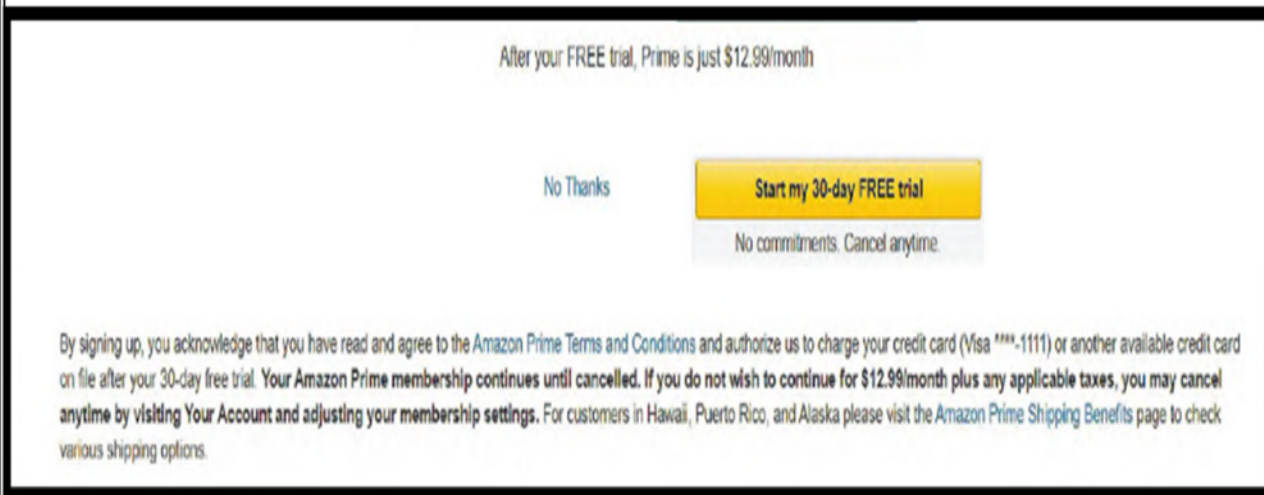 After your FREE trial, Prime is just $12.99/month
No Thanks
Start my 30-day FREE trial
No commitments. Cancel anytime.
By signing up, you acknowledge that you have read and agree to the Amazon Prime Terms and Conditions and authorize us to charge your credit card (Visa ****-1111) or another available credit card
on file after your 30-day free trial. Your Amazon Prime membership continues until cancelled. If you do not wish to continue for $12.99/month plus any applicable taxes, you may cancel
anytime by visiting Your Account and adjusting your membership settings. For customers in Hawaii, Puerto Rico, and Alaska please visit the Amazon Prime Shipping Benefits page to check
various shipping options.